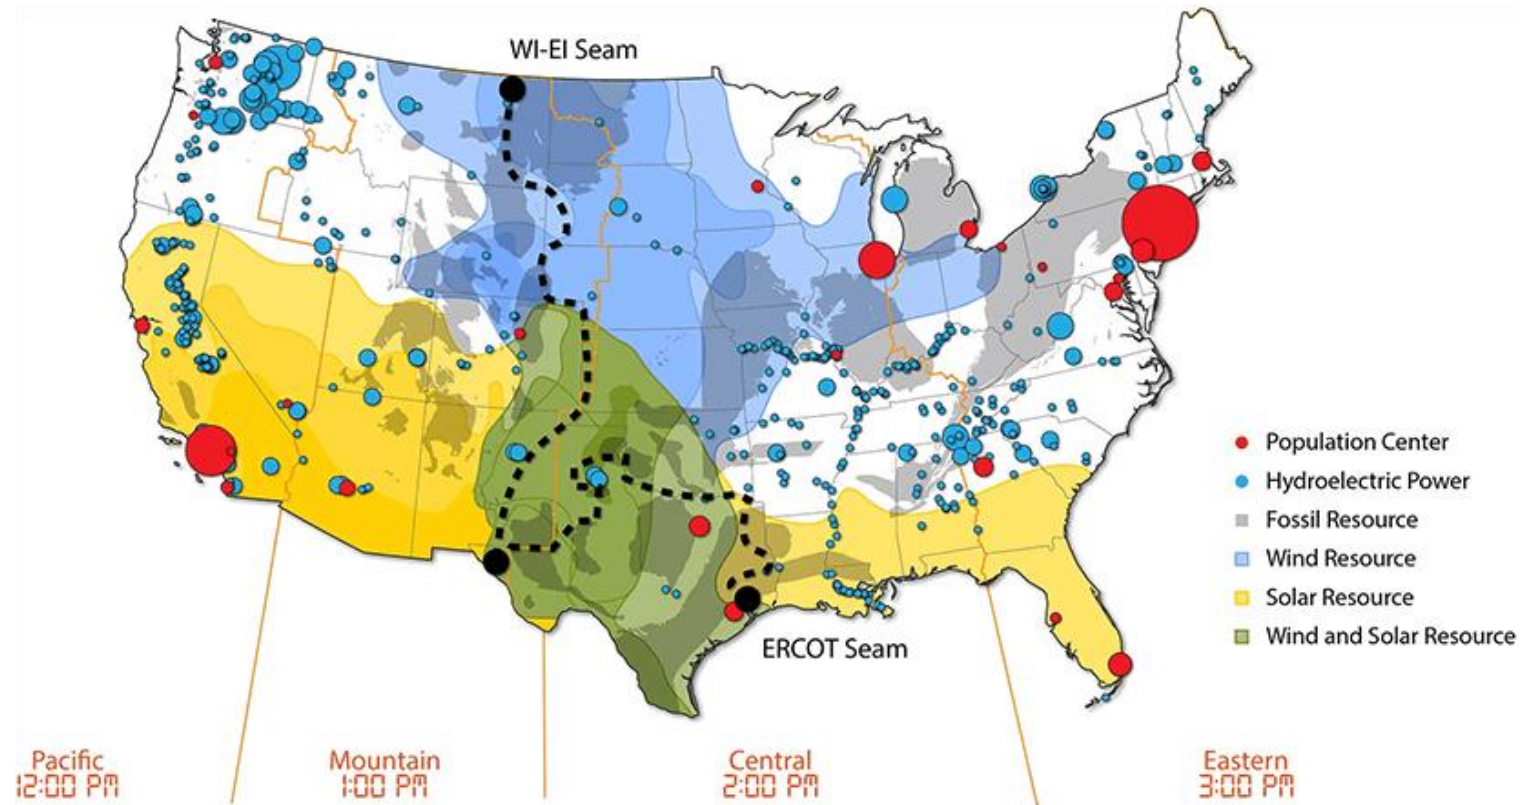 WI-EI Seam
Population Center
Hydroelectric Power
Fossil Resource
Wind Resource
Solar Resource
Wind and Solar Resource
ERCOT Seam
Pacific
12:00 PM
Mountain
1:00 PM
Central
2:00 PM
Eastern
3:00 PM